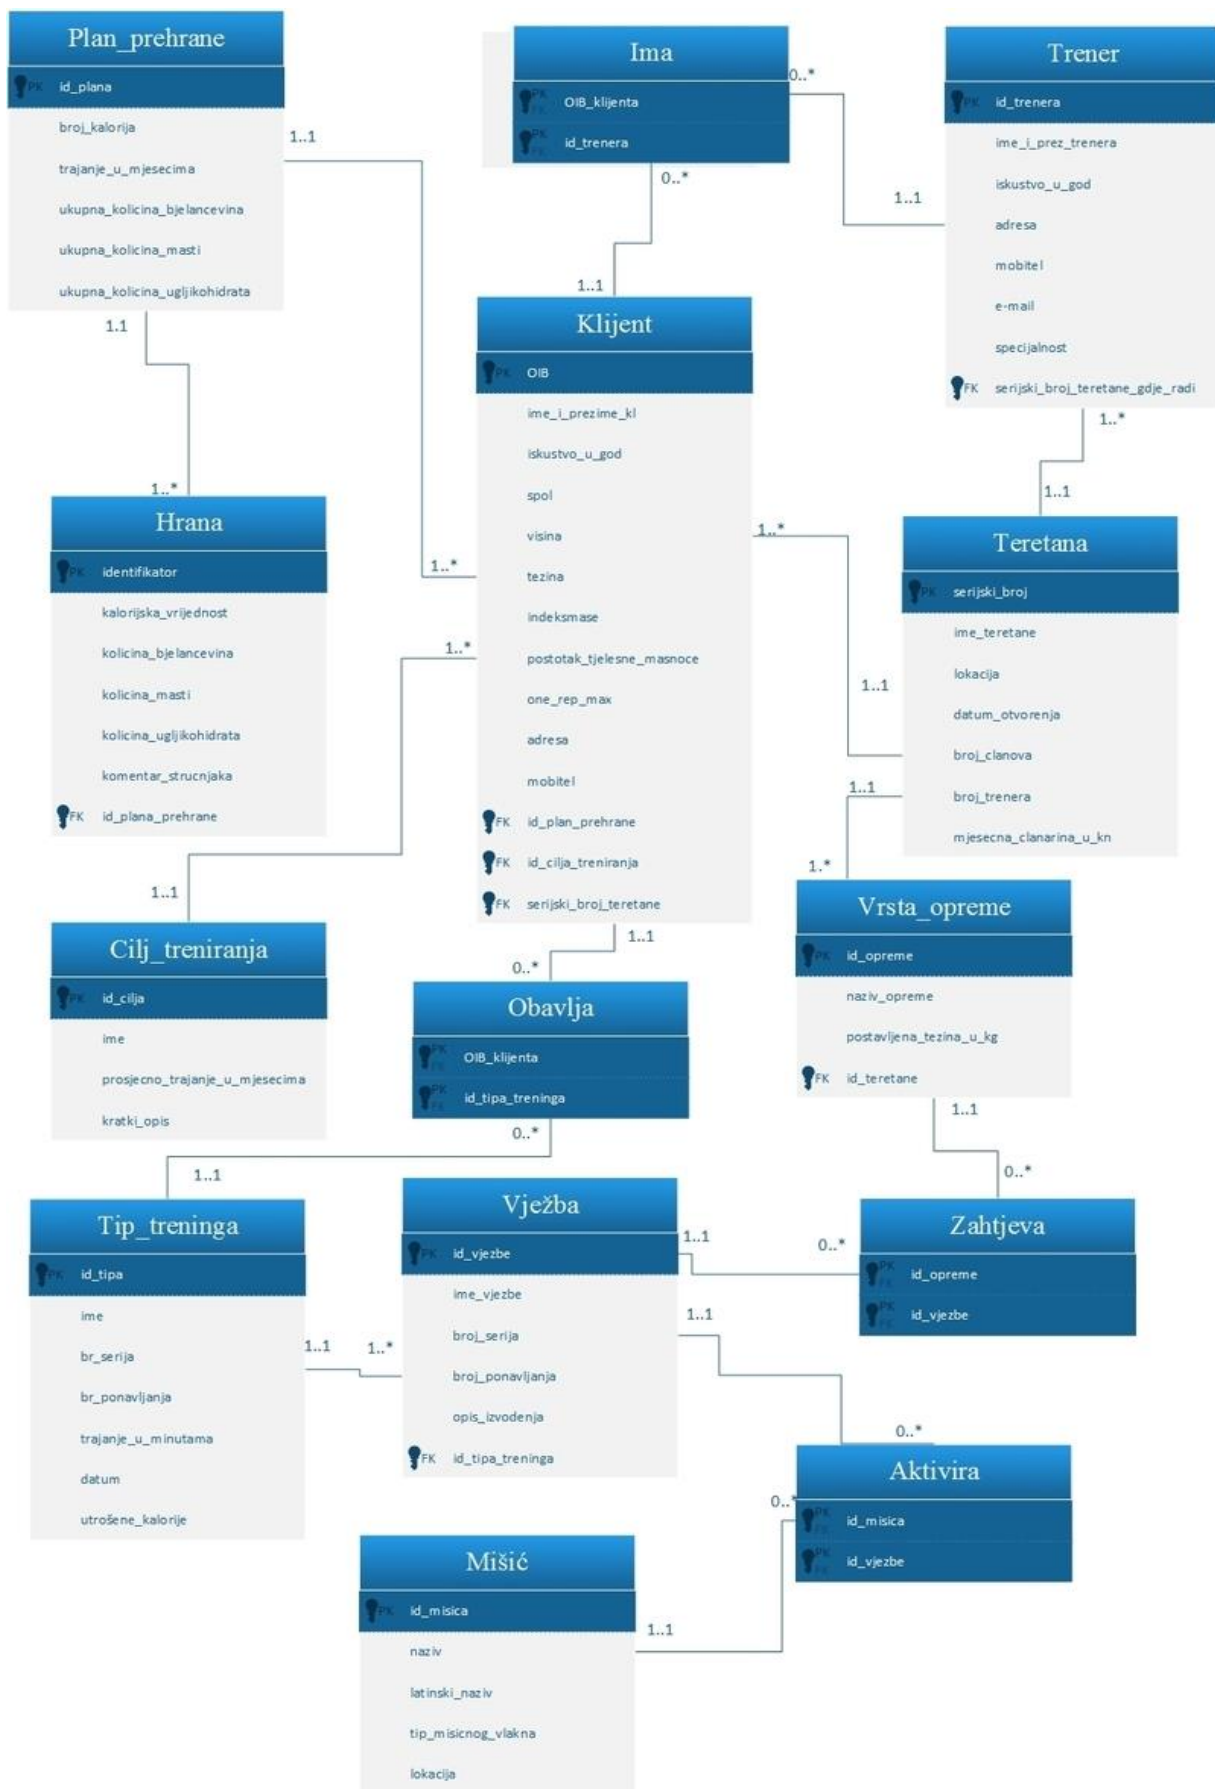 Plan_prehrane
PK id_plana
broj_kalorija
trajanje_u_mjesecima
ukupna_kolicina_bjelancevina
ukupna_kolicina_masti
ukupna_kolicina_ugljikohidrata
1..1
1.1
Ima
PK FK OIB_klijenta
PK FK id_trenera
0..*
0..*
Trener
PK id_trenera
ime_i_prez_trenera
iskustvo_u_god
adresa
mobitel
e-mail
specijalnost
FK serijski_broj_teretane_gdje_radi
1..1
1..*
1..1
Klijent
PK OIB
ime_i_prezime_kl
iskustvo_u_god
spol
visina
tezina
indeksmase
postotak_tjelesne_masnoce
one_rep_max
adresa
mobitel
FK id_plan_prehrane
FK id_cilja_treniranja
FK serijski_broj_teretane
1..1
1..*
1..*
1..*
1..1
1..*
Hrana
PK identifikator
kalorijska_vrijednost
kolicina_bjelancevina
kolicina_masti
kolicina_ugljikohidrata
komentar_strucnjaka
FK id_plana_prehrane
1..1
Teretana
PK serijski_broj
ime_teretane
lokacija
datum_otvorenja
broj_clanova
broj_trenera
mjesecna_clanarina_u_kn
1..1
1..1
1.*
Cilj_treniranja
PK id_cilja
ime
prosjecno_trajanje_u_mjesecima
kratki_opis
1..1
0..*
Obavlja
PK FK OIB_klijenta
PK FK id_tipa_treninga
0..*
Vrsta_opreme
PK id_opreme
naziv_opreme
postavljena_tezina_u_kg
FK id_teretane
1..1
0..*
1..1
Tip_treninga
PK id_tipa
ime
br_serija
br_ponavljanja
trajanje_u_minutama
datum
utrošene_kalorije
1..1
1..*
Vježba
PK id_vjezbe
ime_vjezbe
broj_serija
broj_ponavljanja
opis_izvodenja
FK id_tipa_treninga
1..1
0..*
1..1
Zahtjeva
PK FK id_opreme
PK FK id_vjezbe
0..*
Aktivira
PK FK id_misica
PK FK id_vjezbe
0..*
Mišić
PK id_misica
naziv
latinski_naziv
tip_misicnog_vlakna
lokacija
1..1